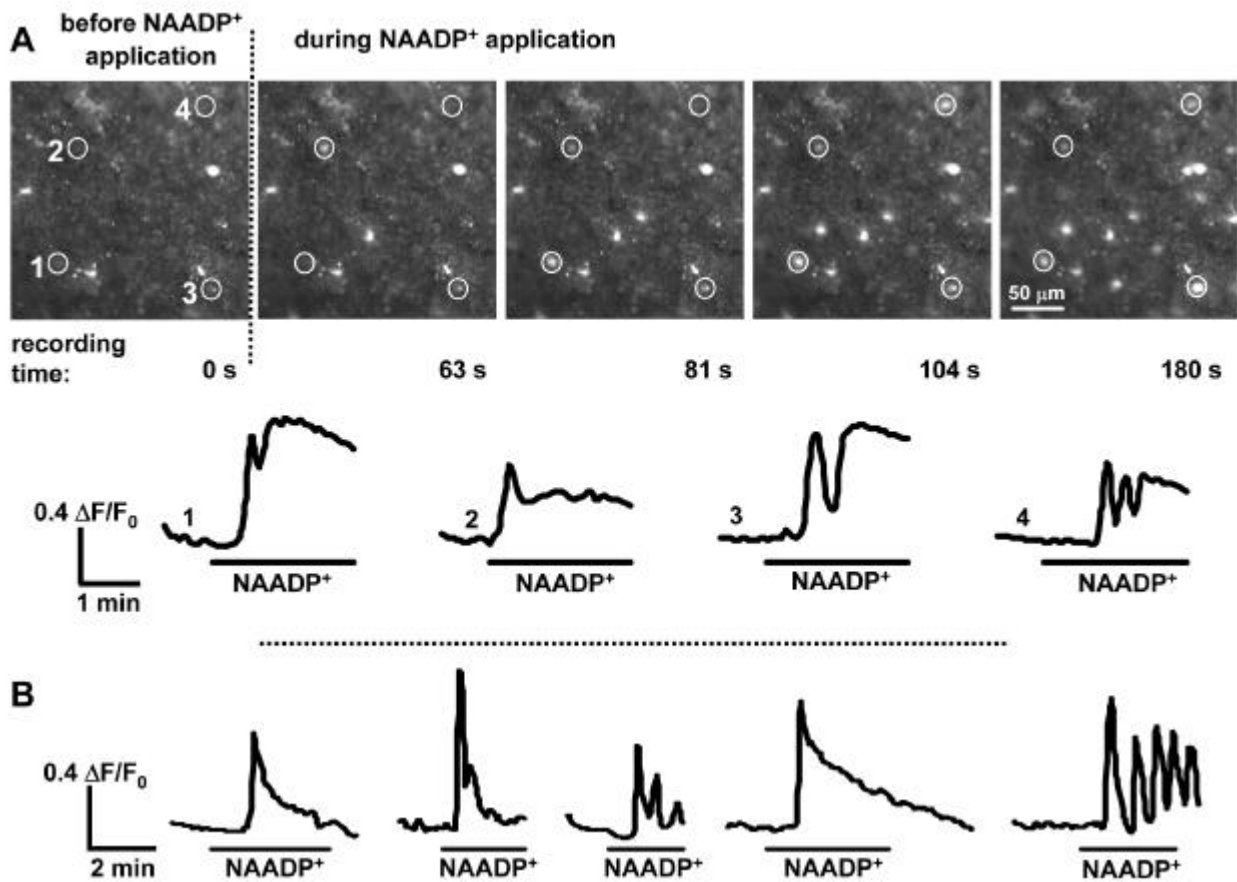 A
before NAADP⁺
application
during NAADP⁺ application
4
2
1
3
50 μm
recording
time:
0 s
63 s
81 s
104 s
180 s
0.4 ΔF/F₀
1 min
1
NAADP⁺
2
NAADP⁺
3
NAADP⁺
4
NAADP⁺
B
0.4 ΔF/F₀
2 min
NAADP⁺
NAADP⁺
NAADP⁺
NAADP⁺
NAADP⁺